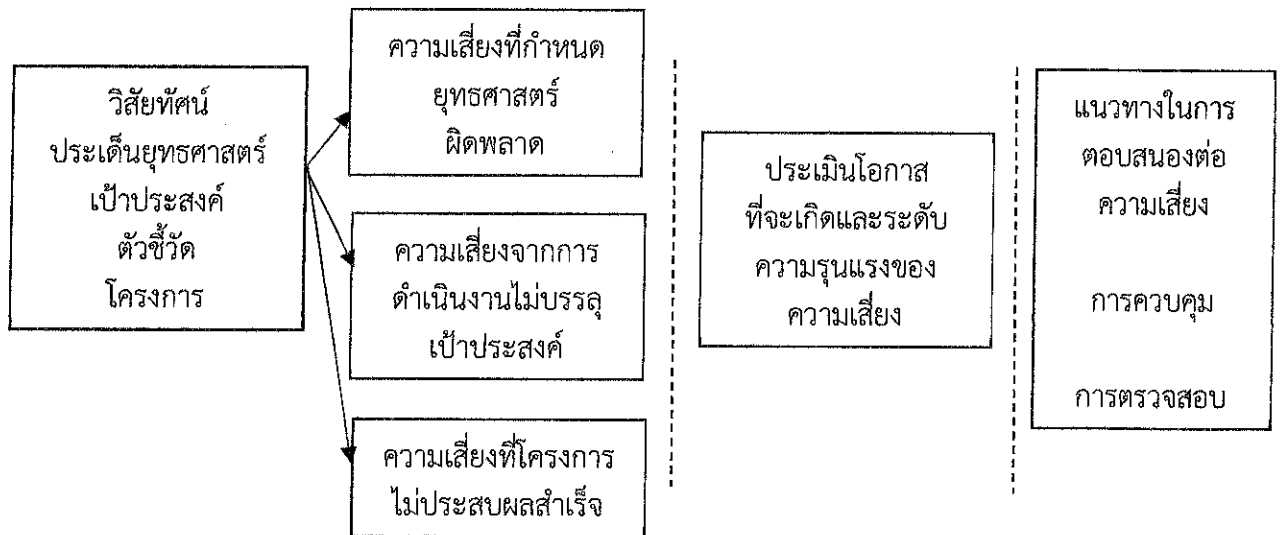 วิสัยทัศน์
ประเด็นยุทธศาสตร์
เป้าประสงค์
ตัวชี้วัด
โครงการ
ความเสี่ยงที่กำหนด
ยุทธศาสตร์
ผิดพลาด
ความเสี่ยงจากการ
ดำเนินงานไม่บรรลุ
เป้าประสงค์
ความเสี่ยงที่โครงการ
ไม่ประสบผลสำเร็จ
ประเมินโอกาส
ที่จะเกิดและระดับ
ความรุนแรงของ
ความเสี่ยง
แนวทางในการ
ตอบสนองต่อ
ความเสี่ยง
การควบคุม
การตรวจสอบ